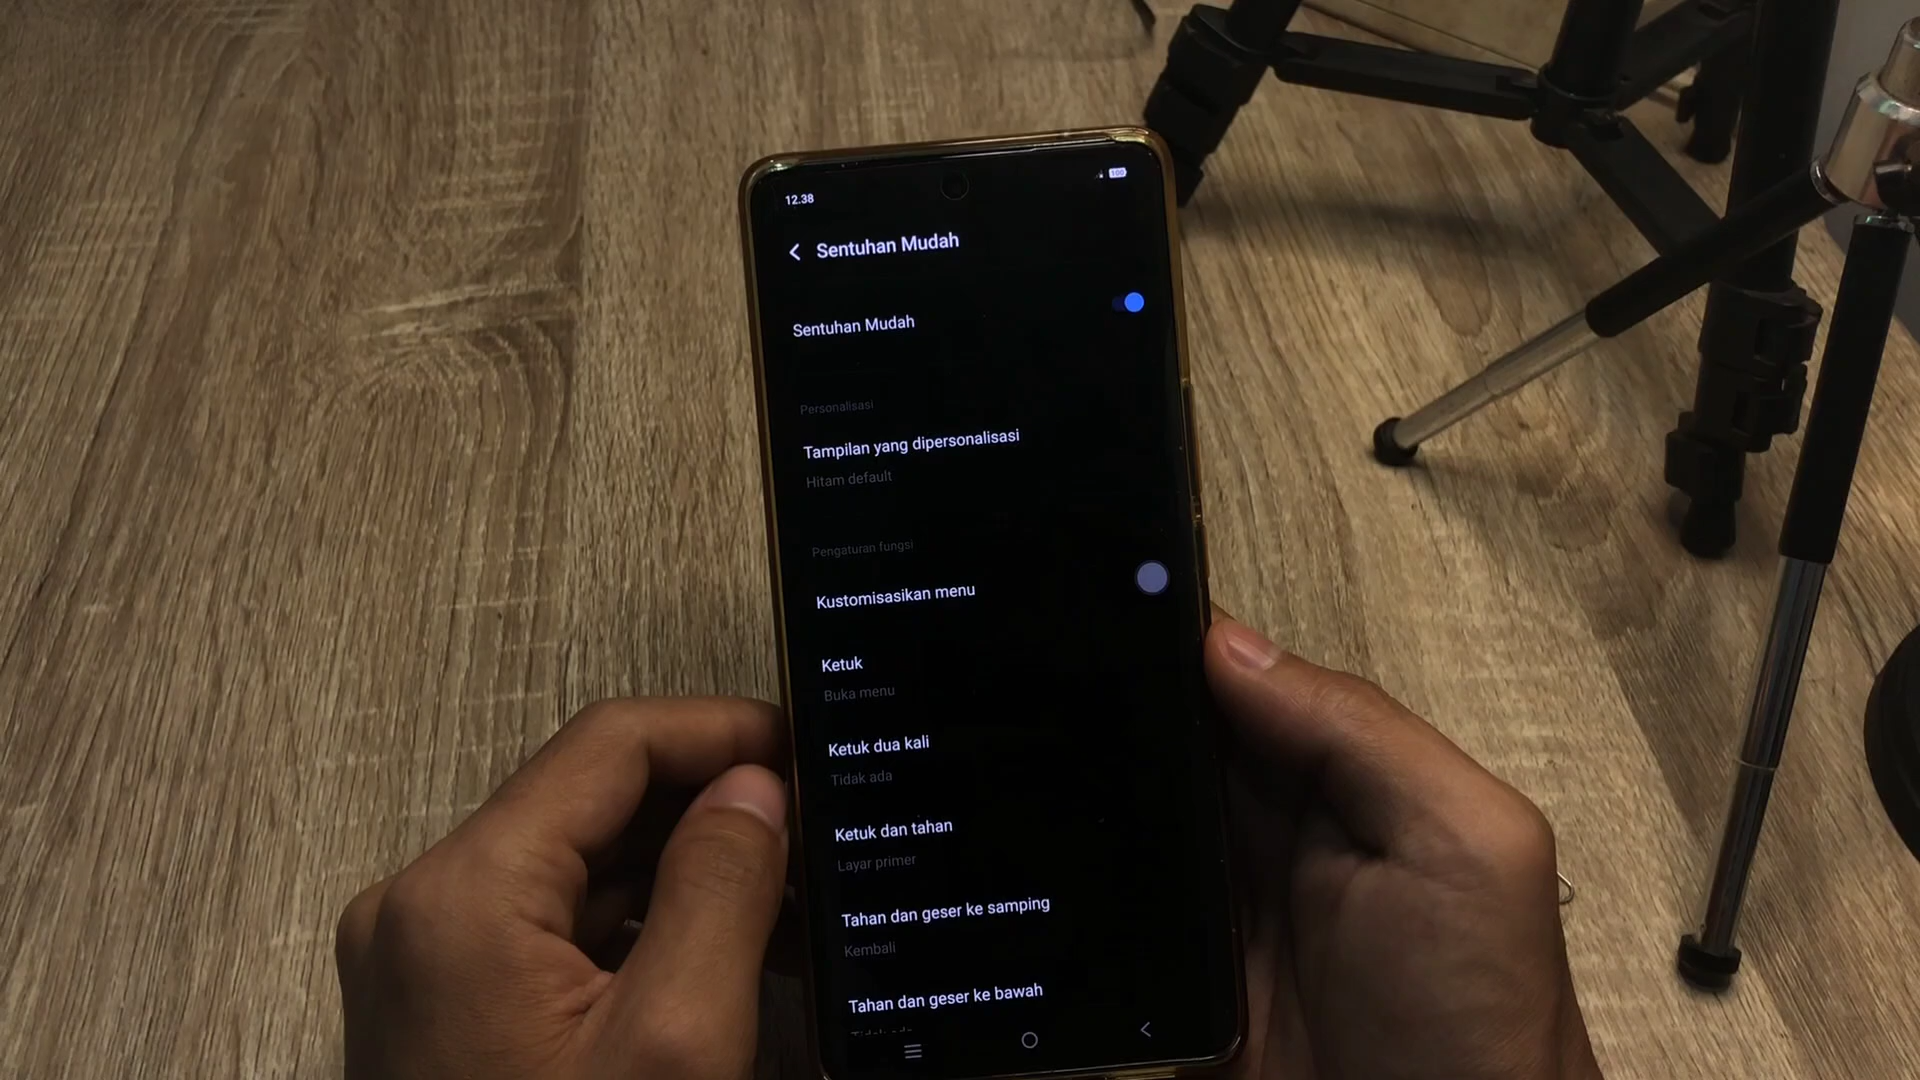 12.38
100
Sentuhan Mudah
Sentuhan Mudah
Personalisasi
Tampilan yang dipersonalisasi
Hitam default
Pengaturan fungsi
Kustomisasikan menu
Ketuk
Buka menu
Ketuk dua kali
Tidak ada
Ketuk dan tahan
Layar primer
Tahan dan geser ke samping
Kembali
Tahan dan geser ke bawah